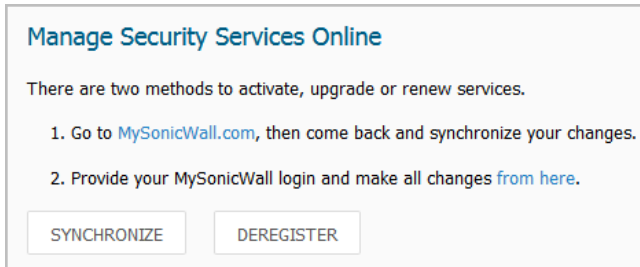 Manage Security Services Online
There are two methods to activate, upgrade or renew services.
1. Go to MySonicWall.com, then come back and synchronize your changes.
2. Provide your MySonicWall login and make all changes from here.
SYNCHRONIZE DEREGISTER